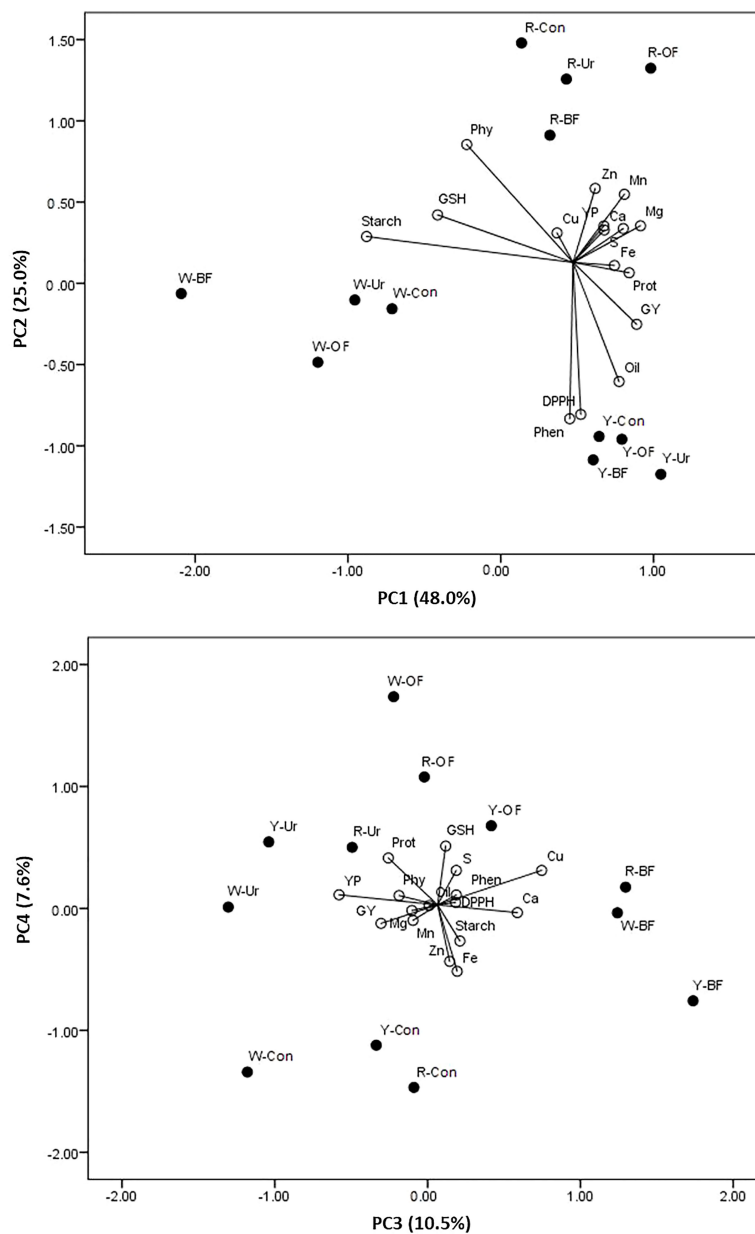 1.50
1.00
0.50
0.00
-0.50
-1.00
-1.50
PC2 (25.0%)
R-Con
R-Ur
R-OF
R-BF
Phy
Zn
Mn
GSH
YP
Ca
Mg
Cu
Starch
S
Fe
Prot
W-BF
W-Ur
W-Con
GY
W-OF
Oil
DPPH
Y-Con
Phen
Y-OF
Y-BF
Y-Ur
-2.00
-1.00
0.00
1.00
PC1 (48.0%)
2.00
1.00
0.00
-1.00
-2.00
PC4 (7.6%)
W-OF
R-OF
Y-OF
Y-Ur
R-Ur
GSH
Prot
S
Cu
YP
Phy
Oil
Phen
R-BF
W-Ur
GY
Mg
DPPH
Ca
W-BF
Mn
Starch
Zn
Fe
Y-BF
Y-Con
W-Con
R-Con
-2.00
-1.00
0.00
1.00
2.00
PC3 (10.5%)